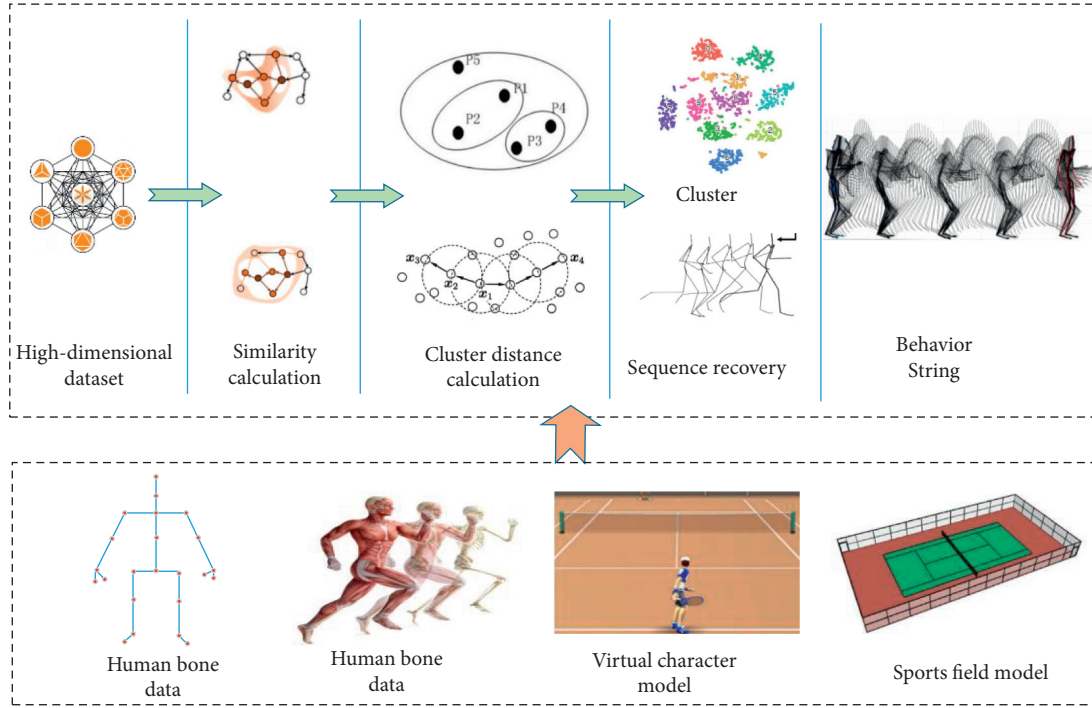 P5
P1
P4
P2
P3
Cluster
x3
x2
x1
x4
High-dimensional
dataset
Similarity
calculation
Cluster distance
calculation
Sequence recovery
Behavior
String
Human bone
data
Human bone
data
Virtual character
model
Sports field model